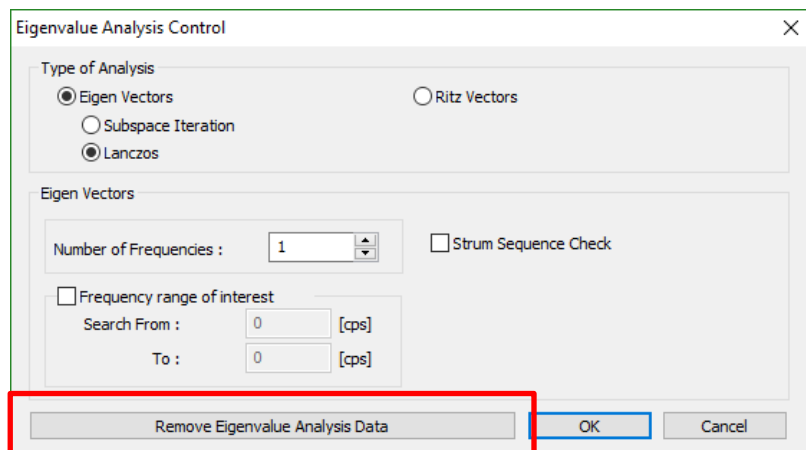 Eigenvalue Analysis Control
Type of Analysis
Eigen Vectors
Ritz Vectors
Subspace Iteration
Lanczos
Eigen Vectors
Number of Frequencies : 1
Strum Sequence Check
Frequency range of interest
Search From : 0 [cps]
To : 0 [cps]
Remove Eigenvalue Analysis Data
OK
Cancel